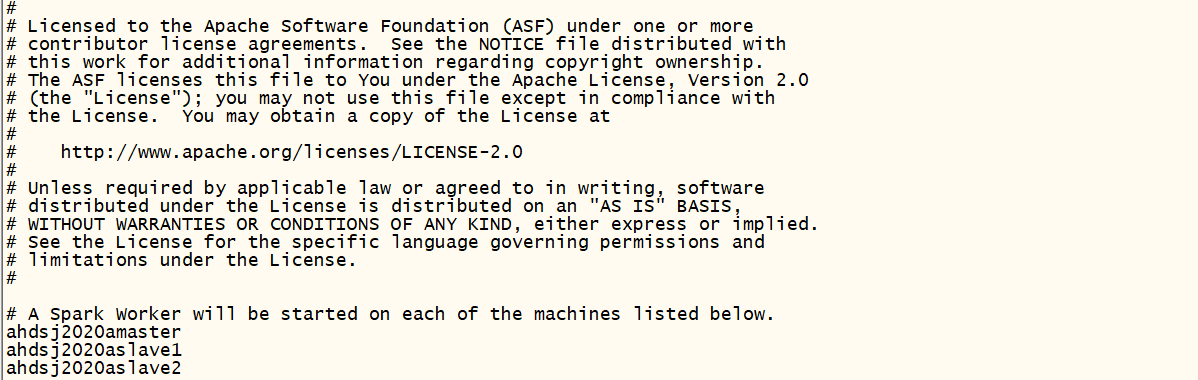 #
# Licensed to the Apache Software Foundation (ASF) under one or more
# contributor license agreements.  See the NOTICE file distributed with
# this work for additional information regarding copyright ownership.
# The ASF licenses this file to You under the Apache License, Version 2.0
# (the "License"); you may not use this file except in compliance with
# the License.  You may obtain a copy of the License at
#
#    http://www.apache.org/licenses/LICENSE-2.0
#
# Unless required by applicable law or agreed to in writing, software
# distributed under the License is distributed on an "AS IS" BASIS,
# WITHOUT WARRANTIES OR CONDITIONS OF ANY KIND, either express or implied.
# See the License for the specific language governing permissions and
# limitations under the License.
#

# A Spark Worker will be started on each of the machines listed below.
ahdsj2020amaster
ahdsj2020aslave1
ahdsj2020aslave2